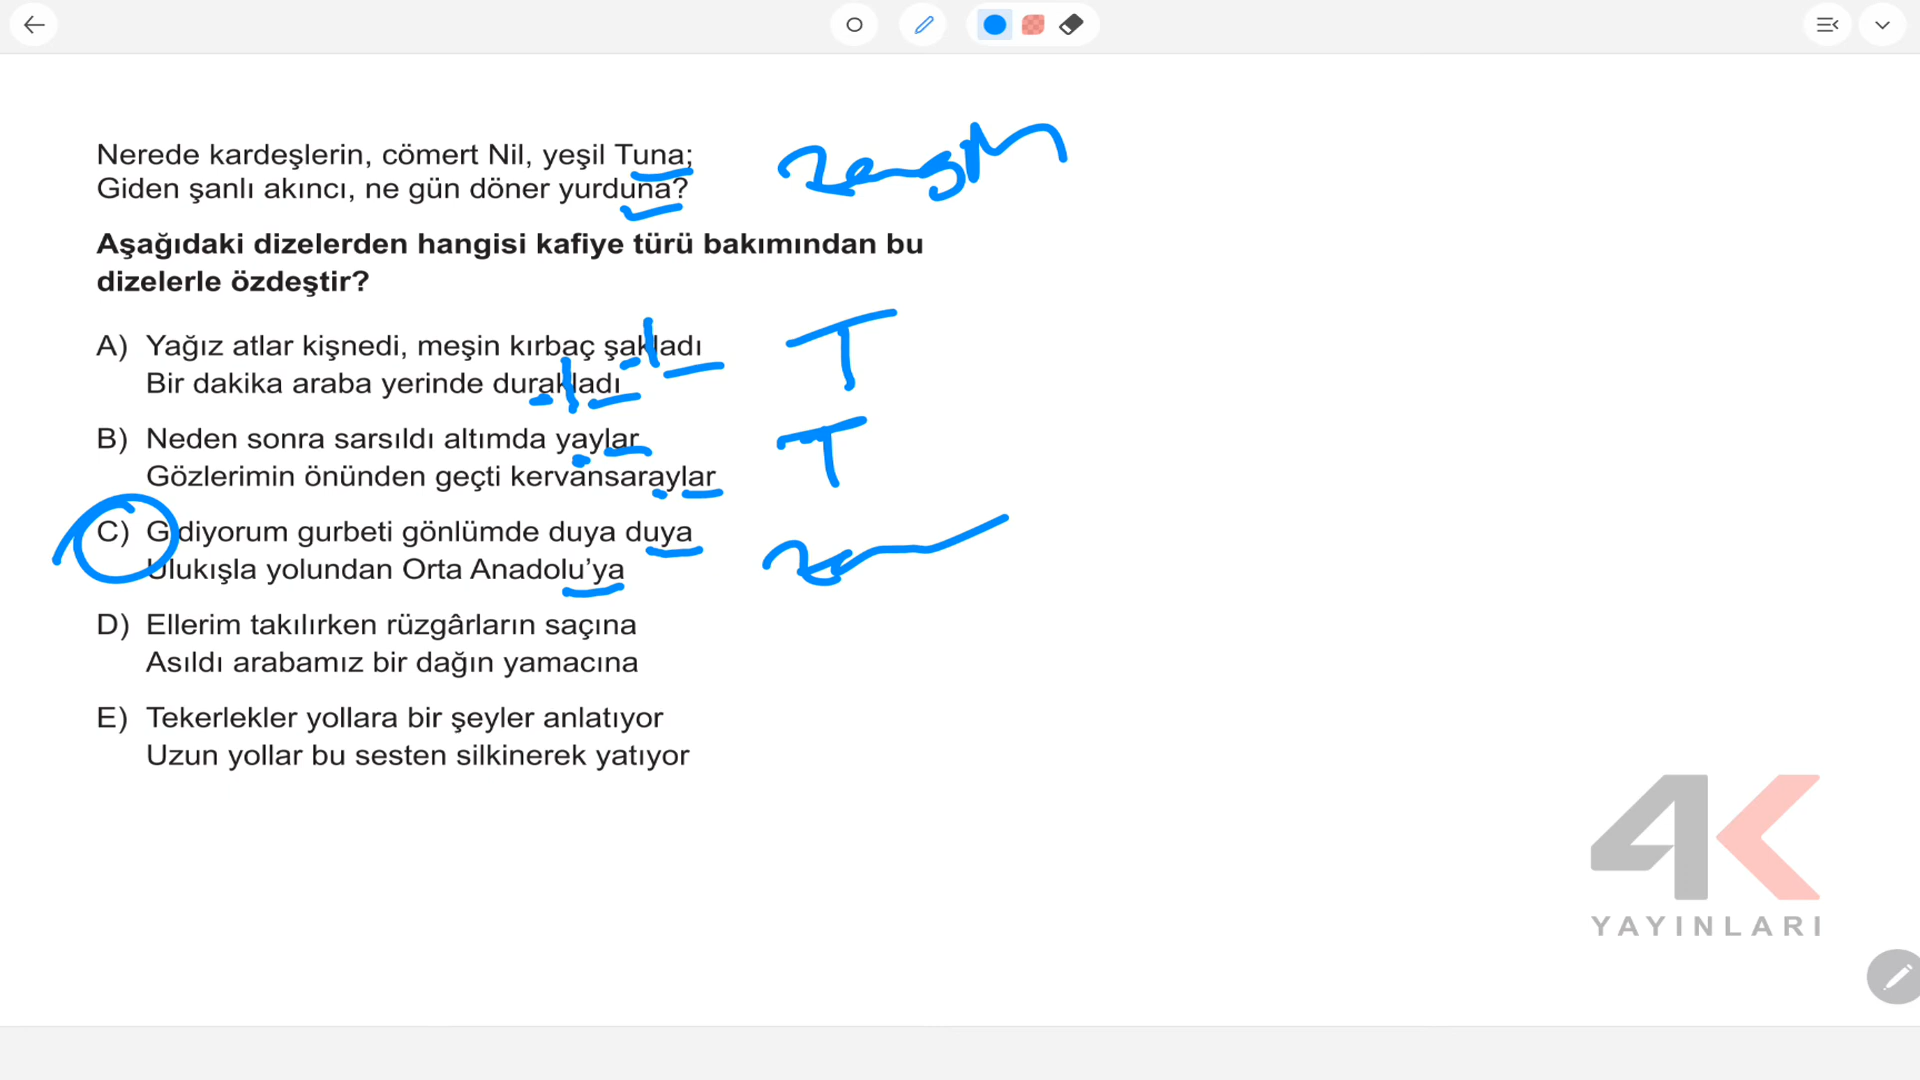 Nerede kardeşlerin, cömert Nil, yeşil Tuna;
zengin
Giden şanlı akıncı, ne gün döner yurduna?
Aşağıdaki dizelerden hangisi kafiye türü bakımından bu
dizelerle özdeştir?
A) Yağız atlar kişnedi, meşin kırbaç şakladı
T
Bir dakika araba yerinde durakladı
B) Neden sonra sarsıldı altımda yaylar
T
Gözlerimin önünden geçti kervansaraylar
C) Gidiyorum gurbeti gönlümde duya duya
Ulukışla yolundan Orta Anadolu’ya
D) Ellerim takılırken rüzgârların saçına
Asıldı arabamız bir dağın yamacına
E) Tekerlekler yollara bir şeyler anlatıyor
Uzun yollar bu sesten silkinerek yatıyor
4K
YAYINLARI